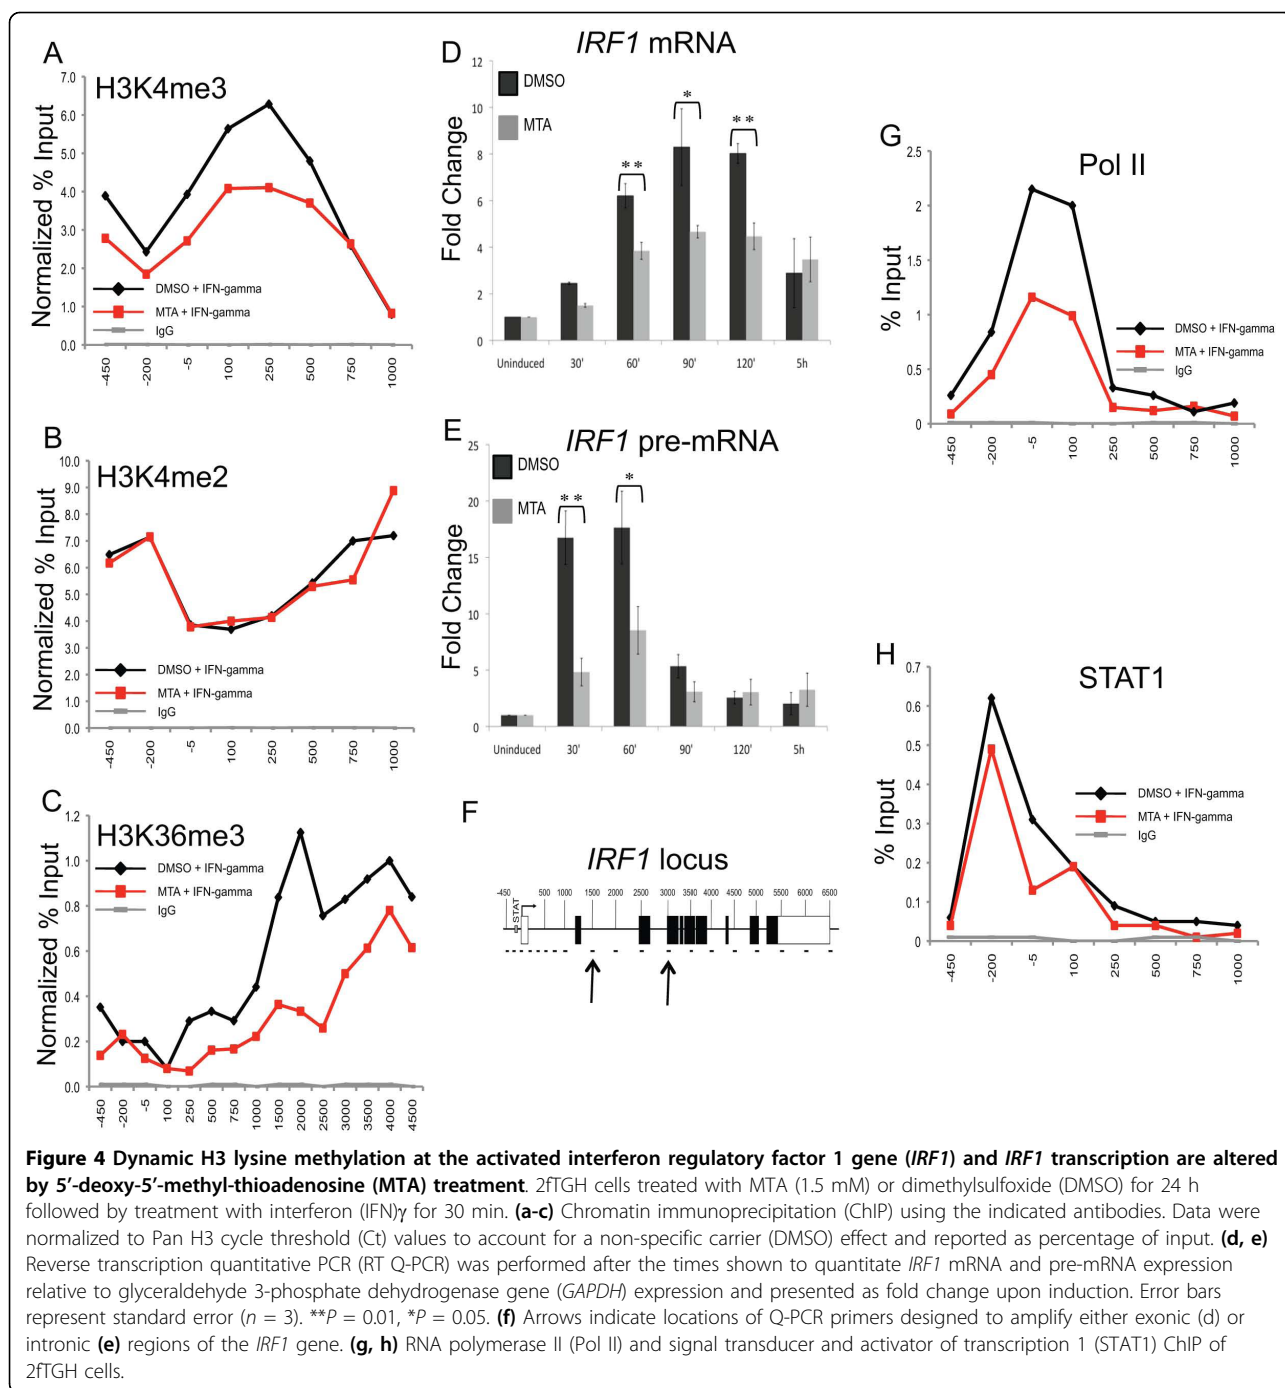 A
H3K4me3
Normalized % Input
7.0
6.0
5.0
4.0
3.0
2.0
1.0
0.0
DMSO + IFN-gamma
MTA + IFN-gamma
IgG
-450
-200
-5
100
250
500
750
1000
B
H3K4me2
Normalized % Input
10.0
9.0
8.0
7.0
6.0
5.0
4.0
3.0
2.0
1.0
0.0
DMSO + IFN-gamma
MTA + IFN-gamma
IgG
-450
-200
-5
100
250
500
750
1000
C
H3K36me3
Normalized % Input
1.2
1.0
0.8
0.6
0.4
0.2
0.0
DMSO + IFN-gamma
MTA + IFN-gamma
IgG
-450
-200
-5
100
250
500
750
1000
1500
2000
2500
3000
3500
4000
4500
D
IRF1 mRNA
Fold Change
12
10
8
6
4
2
0
DMSO
MTA
**
*
**
Uninduced 30' 60' 90' 120' 5h
E
IRF1 pre-mRNA
Fold Change
25
20
15
10
5
0
DMSO
MTA
**
*
Uninduced 30' 60' 90' 120' 5h
F
IRF1 locus
-450 500 1000 1500 2000 2500 3000 3500 4000 4500 5000 5500 6000 6500
STAT
G
Pol II
% Input
2.5
2
1.5
1
0.5
0
DMSO + IFN-gamma
MTA + IFN-gamma
IgG
-450
-200
-5
100
250
500
750
1000
H
STAT1
% Input
0.7
0.6
0.5
0.4
0.3
0.2
0.1
0
DMSO + IFN-gamma
MTA + IFN-gamma
IgG
-450
-200
-5
100
250
500
750
1000
Figure 4 Dynamic H3 lysine methylation at the activated interferon regulatory factor 1 gene (IRF1) and IRF1 transcription are altered
by 5′-deoxy-5′-methyl-thioadenosine (MTA) treatment. 2fTGH cells treated with MTA (1.5 mM) or dimethylsulfoxide (DMSO) for 24 h
followed by treatment with interferon (IFN)γ for 30 min. (a-c) Chromatin immunoprecipitation (ChIP) using the indicated antibodies. Data were
normalized to Pan H3 cycle threshold (Ct) values to account for a non-specific carrier (DMSO) effect and reported as percentage of input. (d, e)
Reverse transcription quantitative PCR (RT Q-PCR) was performed after the times shown to quantitate IRF1 mRNA and pre-mRNA expression
relative to glyceraldehyde 3-phosphate dehydrogenase gene (GAPDH) expression and presented as fold change upon induction. Error bars
represent standard error (n = 3). **P = 0.01, *P = 0.05. (f) Arrows indicate locations of Q-PCR primers designed to amplify either exonic (d) or
intronic (e) regions of the IRF1 gene. (g, h) RNA polymerase II (Pol II) and signal transducer and activator of transcription 1 (STAT1) ChIP of
2fTGH cells.